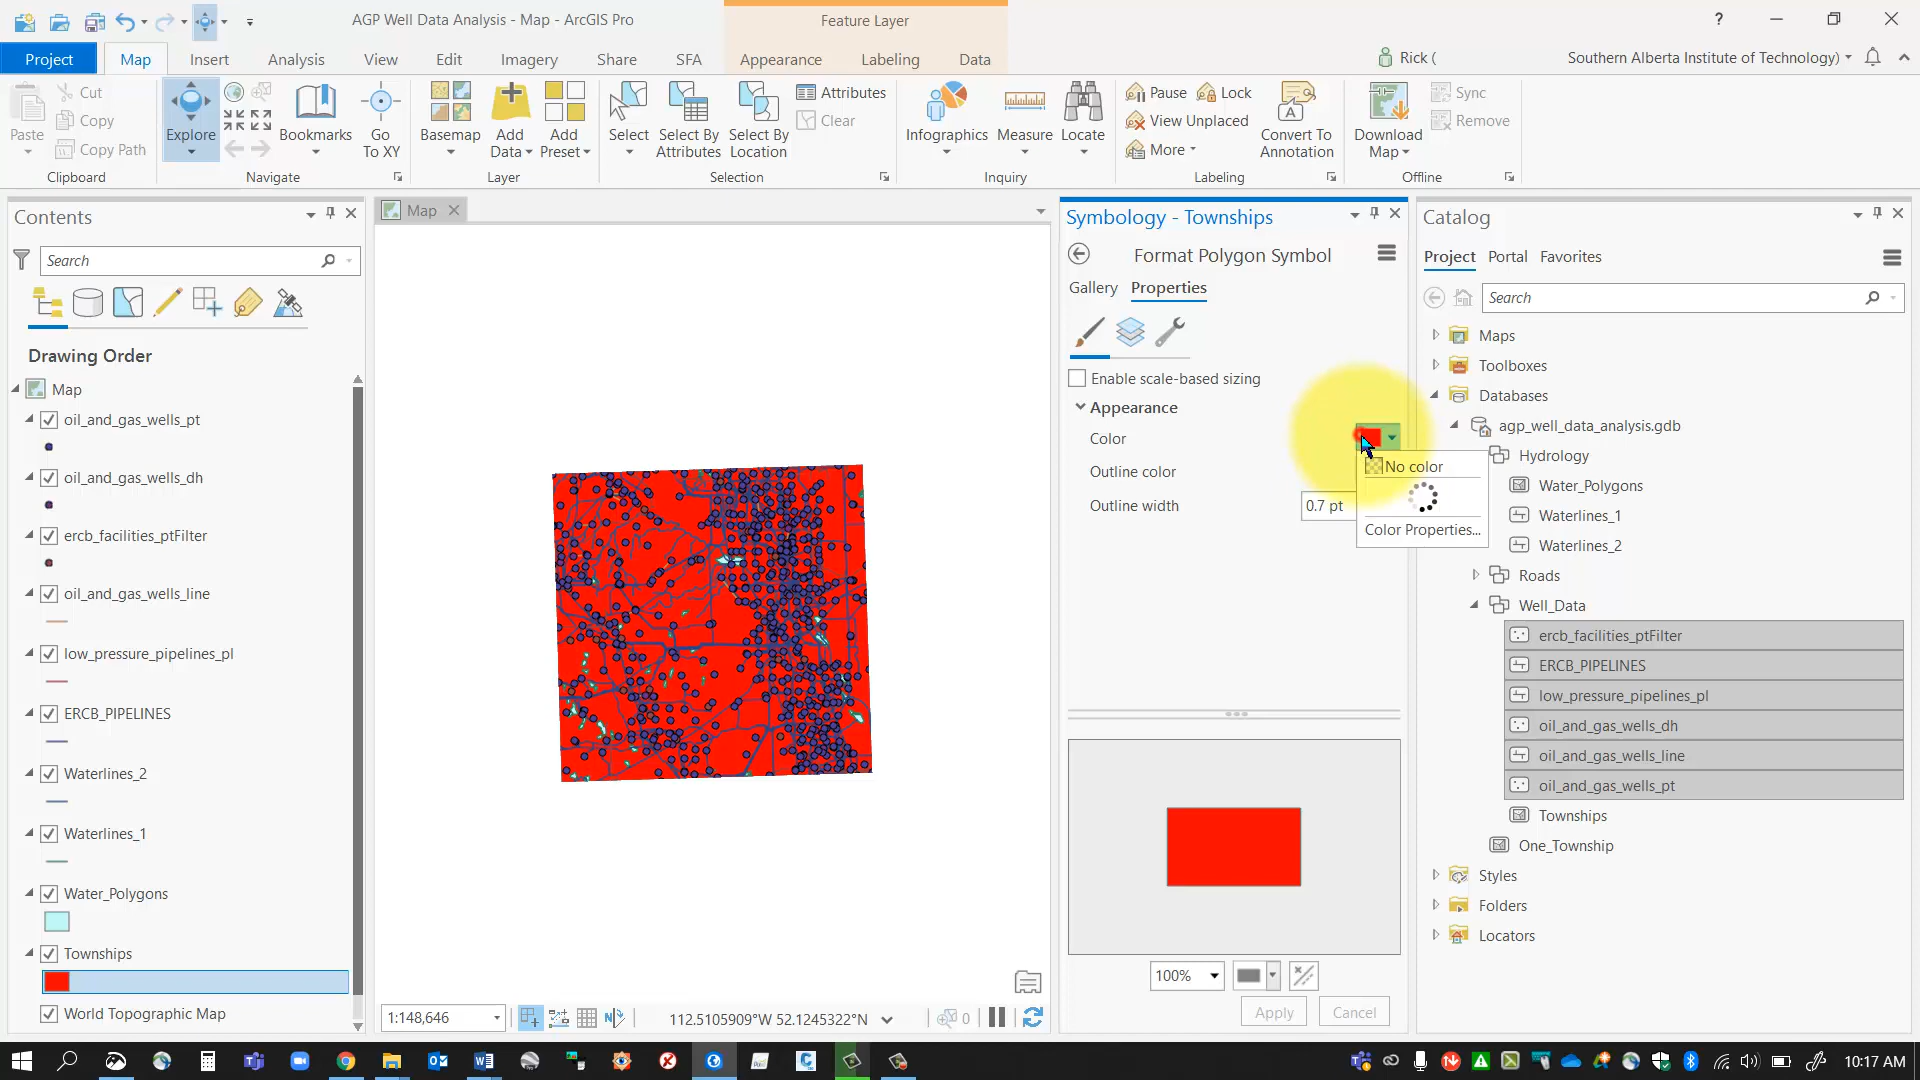 AGP Well Data Analysis - Map - ArcGIS Pro
Feature Layer
?
Project
Map
Insert
Analysis
View
Edit
Imagery
Share
SFA
Appearance
Labeling
Data
Rick (
Southern Alberta Institute of Technology)
Paste
Cut
Copy
Copy Path
Clipboard
Explore
Bookmarks
Go
To XY
Navigate
Basemap
Add
Data
Add
Preset
Layer
Select
Select By
Attributes
Select By
Location
Attributes
Clear
Selection
Infographics
Measure
Locate
Inquiry
Pause
Lock
View Unplaced
More
Convert To
Annotation
Labeling
Download
Map
Sync
Remove
Offline
Contents
Search
Drawing Order
Map
oil_and_gas_wells_pt
oil_and_gas_wells_dh
ercb_facilities_ptFilter
oil_and_gas_wells_line
low_pressure_pipelines_pl
ERCB_PIPELINES
Waterlines_2
Waterlines_1
Water_Polygons
Townships
World Topographic Map
Map
1:148,646
112.5105909°W 52.1245322°N
0
Symbology - Townships
Format Polygon Symbol
Gallery
Properties
Enable scale-based sizing
Appearance
Color
Outline color
Outline width
0.7 pt
No color
Color Properties...
100%
Apply
Cancel
Catalog
Project
Portal
Favorites
Search
Maps
Toolboxes
Databases
agp_well_data_analysis.gdb
Hydrology
Water_Polygons
Waterlines_1
Waterlines_2
Roads
Well_Data
ercb_facilities_ptFilter
ERCB_PIPELINES
low_pressure_pipelines_pl
oil_and_gas_wells_dh
oil_and_gas_wells_line
oil_and_gas_wells_pt
Townships
One_Township
Styles
Folders
Locators
10:17 AM